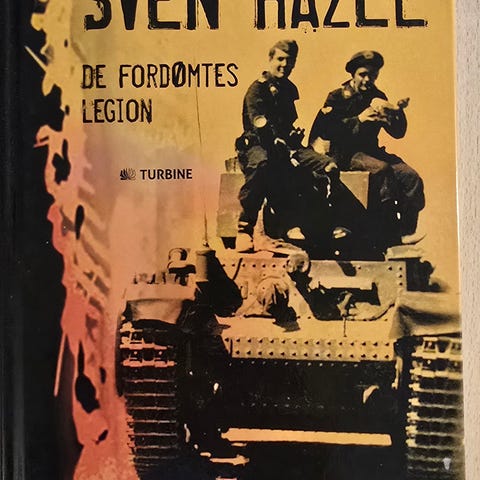 SVEN HAZEL
DE FORDØMTES
LEGION
TURBINE